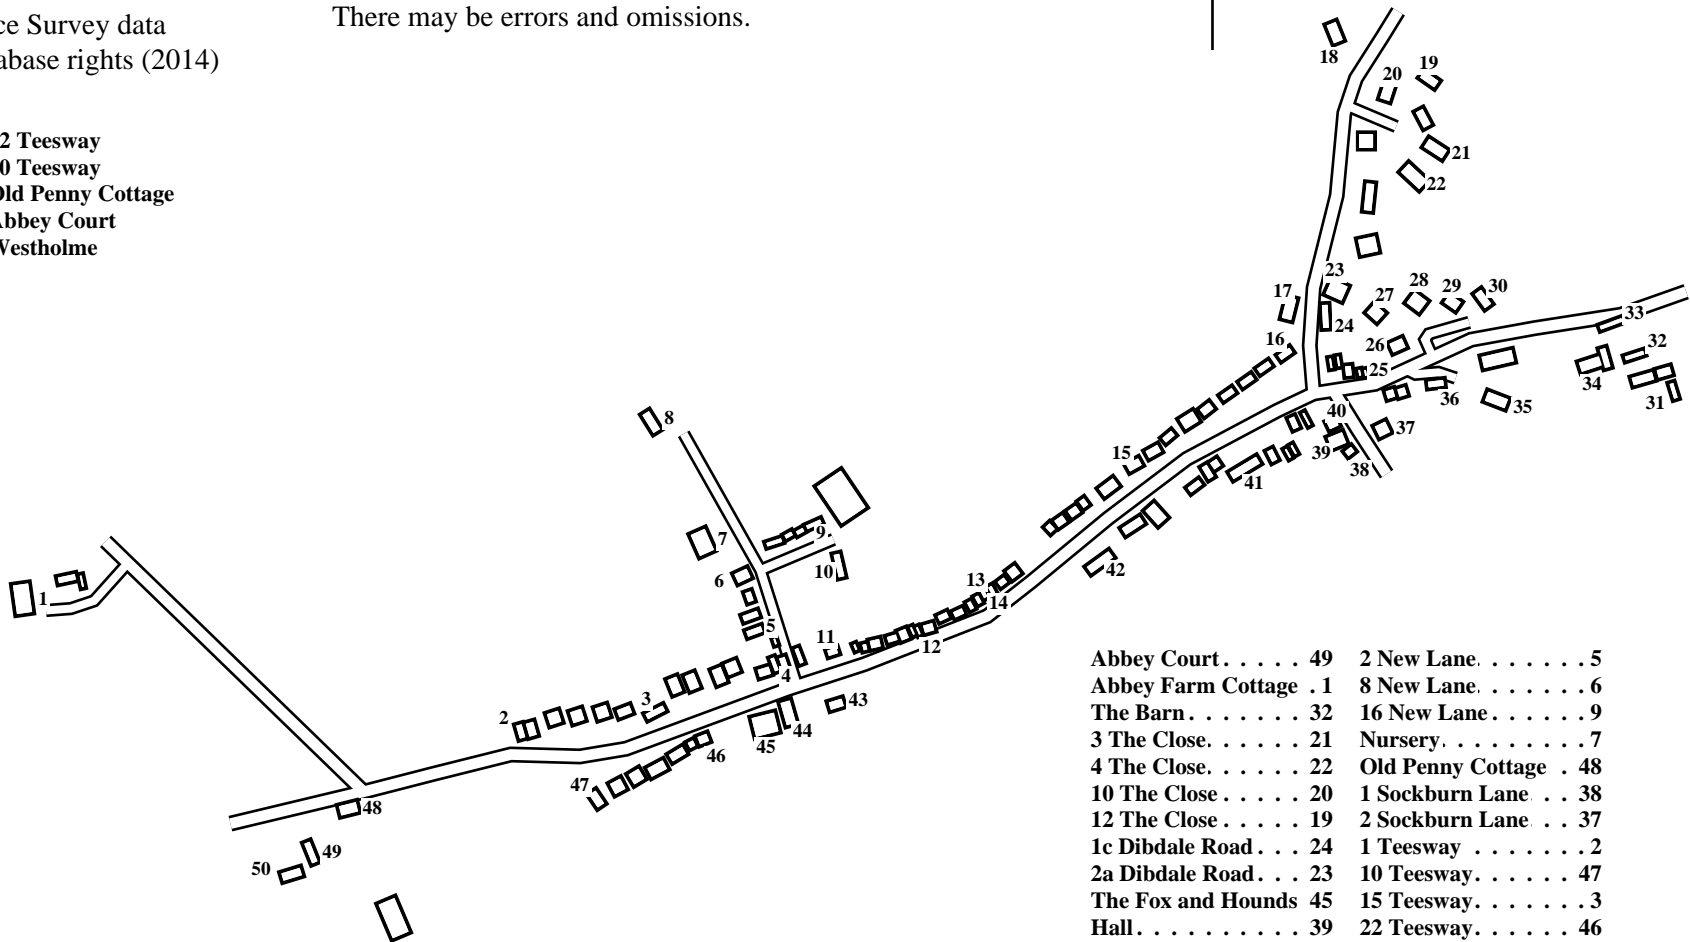 ce Survey data
abase rights (2014)
There may be errors and omissions.
2 Teesway
0 Teesway
Old Penny Cottage
Abbey Court
Westholme
18
20
19
21
22
23
17
24
27
28
29
30
33
32
16
26
25
34
31
36
35
40
37
39
38
15
41
8
7
9
6
10
42
13
14
5
11
12
4
2
3
43
44
45
46
47
1
48
49
50
Abbey Court . . . . . 49
Abbey Farm Cottage . 1
The Barn . . . . . . . 32
3 The Close. . . . . . 21
4 The Close. . . . . . 22
10 The Close . . . . . 20
12 The Close . . . . . 19
1c Dibdale Road . . . 24
2a Dibdale Road . . . 23
The Fox and Hounds 45
Hall . . . . . . . . . . 39
2 New Lane. . . . . . . 5
8 New Lane. . . . . . . 6
16 New Lane . . . . . . 9
Nursery. . . . . . . . . 7
Old Penny Cottage . 48
1 Sockburn Lane . . 38
2 Sockburn Lane . . 37
1 Teesway . . . . . . . 2
10 Teesway . . . . . . 47
15 Teesway . . . . . . . 3
22 Teesway . . . . . . 46